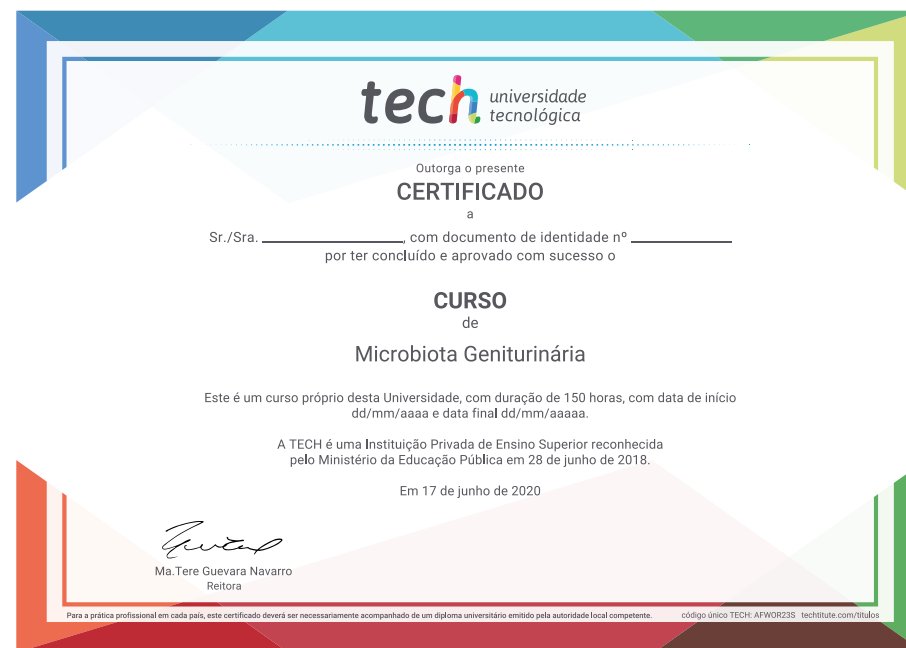 tech universidade
tecnológica
Outorga o presente
CERTIFICADO
a
Sr./Sra. , com documento de identidade nº
por ter concluído e aprovado com sucesso o
CURSO
de
Microbiota Geniturinária
Este é um curso próprio desta Universidade, com duração de 150 horas, com data de início
dd/mm/aaaa e data final dd/mm/aaaaa.
A TECH é uma Instituição Privada de Ensino Superior reconhecida
pelo Ministério da Educação Pública em 28 de junho de 2018.
Em 17 de junho de 2020
Ma.Tere Guevara Navarro
Reitora
Para a prática profissional em cada país, este certificado deverá ser necessariamente acompanhado de um diploma universitário emitido pela autoridade local competente. código único TECH: AFWOR23S techtitute.com/titulos